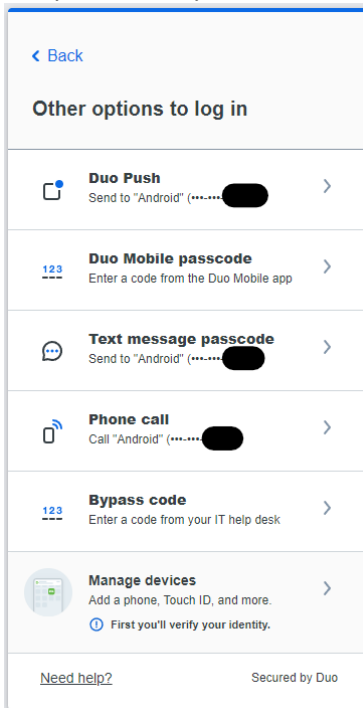 Back
Other options to log in
Duo Push
Send to "Android" (•••-•••-
Duo Mobile passcode
123
Enter a code from the Duo Mobile app
Text message passcode
Send to "Android" (•••-•••-
Phone call
Call "Android" (•••-•••-
Bypass code
123
Enter a code from your IT help desk
Manage devices
Add a phone, Touch ID, and more.
First you'll verify your identity.
Need help?
Secured by Duo